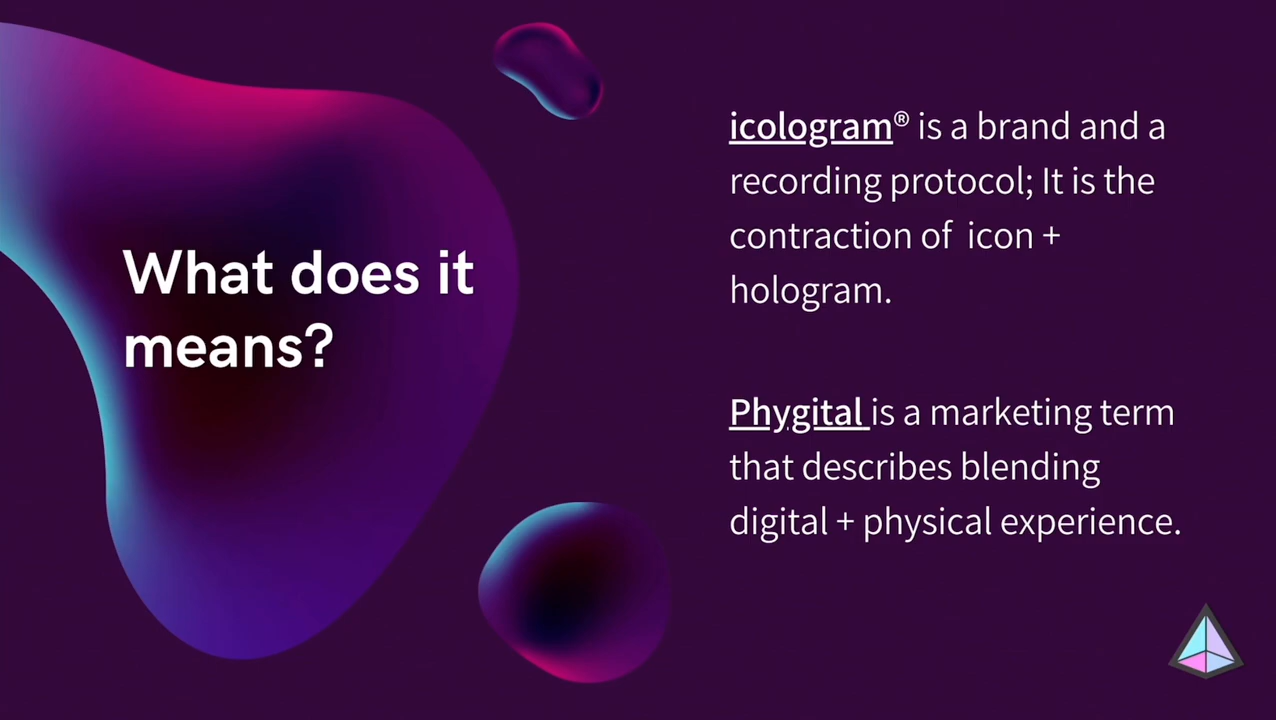 What does it
means?
icologram® is a brand and a
recording protocol; It is the
contraction of icon +
hologram.
Phygital is a marketing term
that describes blending
digital + physical experience.